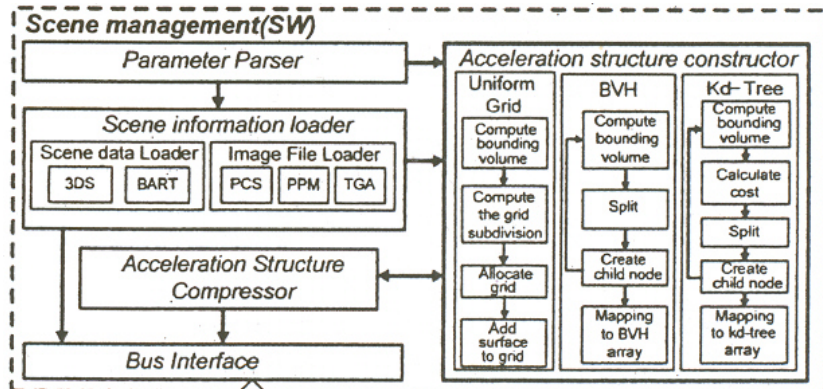 Scene management(SW)
Parameter Parser
Scene information loader
Scene data Loader
3DS
BART
Image File Loader
PCS
PPM
TGA
Acceleration Structure
Compressor
Bus Interface
Acceleration structure constructor
Uniform
Grid
Compute
bounding
volume
Compute
the grid
subdivision
Allocate
grid
Add
surface
to grid
BVH
Compute
bounding
volume
Split
Create
child node
Mapping
to BVH
array
Kd-Tree
Compute
bounding
volume
Calculate
cost
Split
Create
child node
Mapping
to kd-tree
array